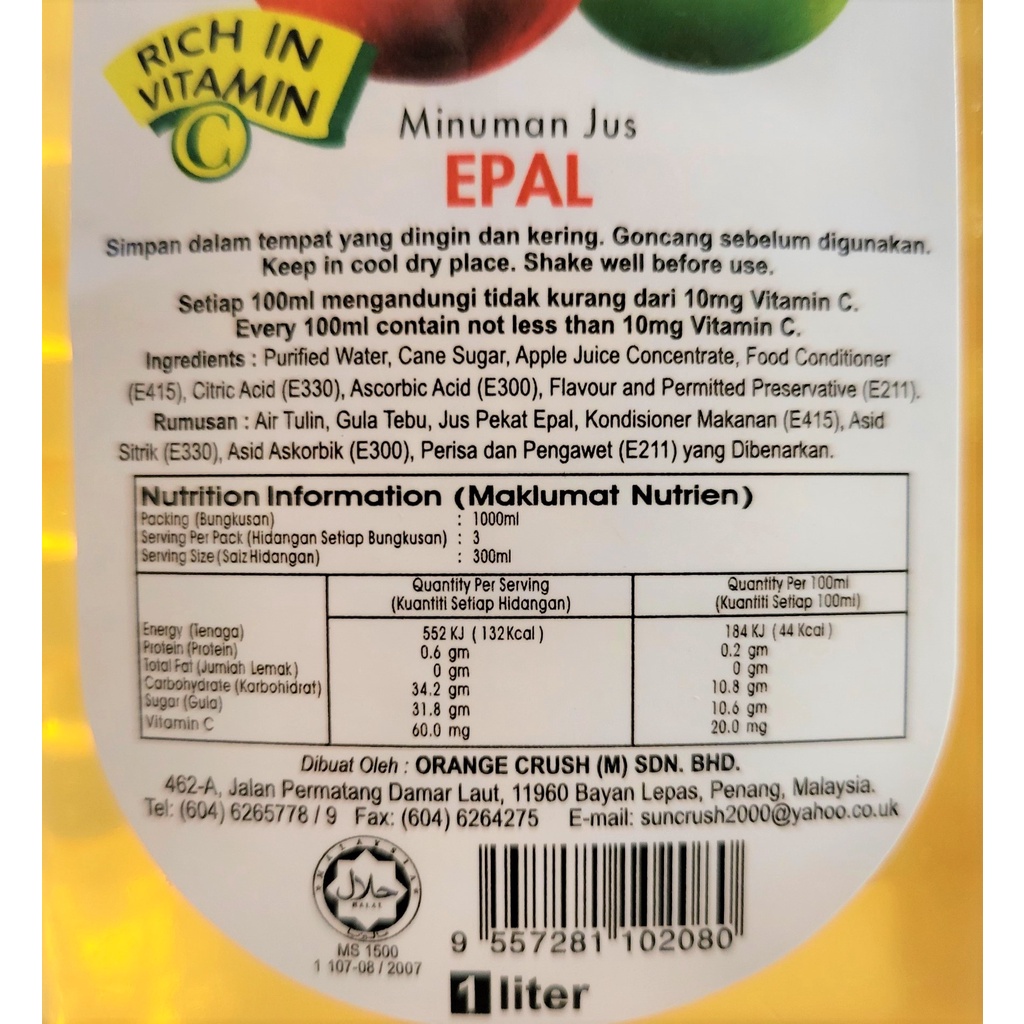 RICH IN
VITAMIN
C
Minuman Jus
EPAL
Simpan dalam tempat yang dingin dan kering. Goncang sebelum digunakan.
Keep in cool dry place. Shake well before use.
Setiap 100ml mengandungi tidak kurang dari 10mg Vitamin C.
Every 100ml contain not less than 10mg Vitamin C.
Ingredients : Purified Water, Cane Sugar, Apple Juice Concentrate, Food Conditioner
(E415), Citric Acid (E330), Ascorbic Acid (E300), Flavour and Permitted Preservative (E211).
Rumusan : Air Tulin, Gula Tebu, Jus Pekat Epal, Kondisioner Makanan (E415), Asid
Sitrik (E330), Asid Askorbik (E300), Perisa dan Pengawet (E211) yang Dibenarkan.
Nutrition Information (Maklumat Nutrien)
Packing (Bungkusan) : 1000ml
Serving Per Pack (Hidangan Setiap Bungkusan) : 3
Serving Size (Saiz Hidangan) : 300ml
Quantity Per Serving Quantity Per 100ml
(Kuantiti Setiap Hidangan) (Kuantiti Setiap 100ml)
Energy (Tenaga) 552 KJ ( 132Kcal ) 184 KJ (44 Kcal )
Protein (Protein) 0.6 gm 0.2 gm
Total Fat (Jumlah Lemak) 0 gm 0 gm
Carbohydrate (Karbohidrat) 34.2 gm 10.8 gm
Sugar (Gula) 31.8 gm 10.6 gm
Vitamin C 60.0 mg 20.0 mg
Dibuat Oleh : ORANGE CRUSH (M) SDN. BHD.
462-A, Jalan Permatang Damar Laut, 11960 Bayan Lepas, Penang, Malaysia.
Tel: (604) 6265778 / 9 Fax: (604) 6264275 E-mail: suncrush2000@yahoo.co.uk
MALAYSIA
حلال
HALAL
MS 1500
1 107-08 / 2007
9 557281 102080
1 liter